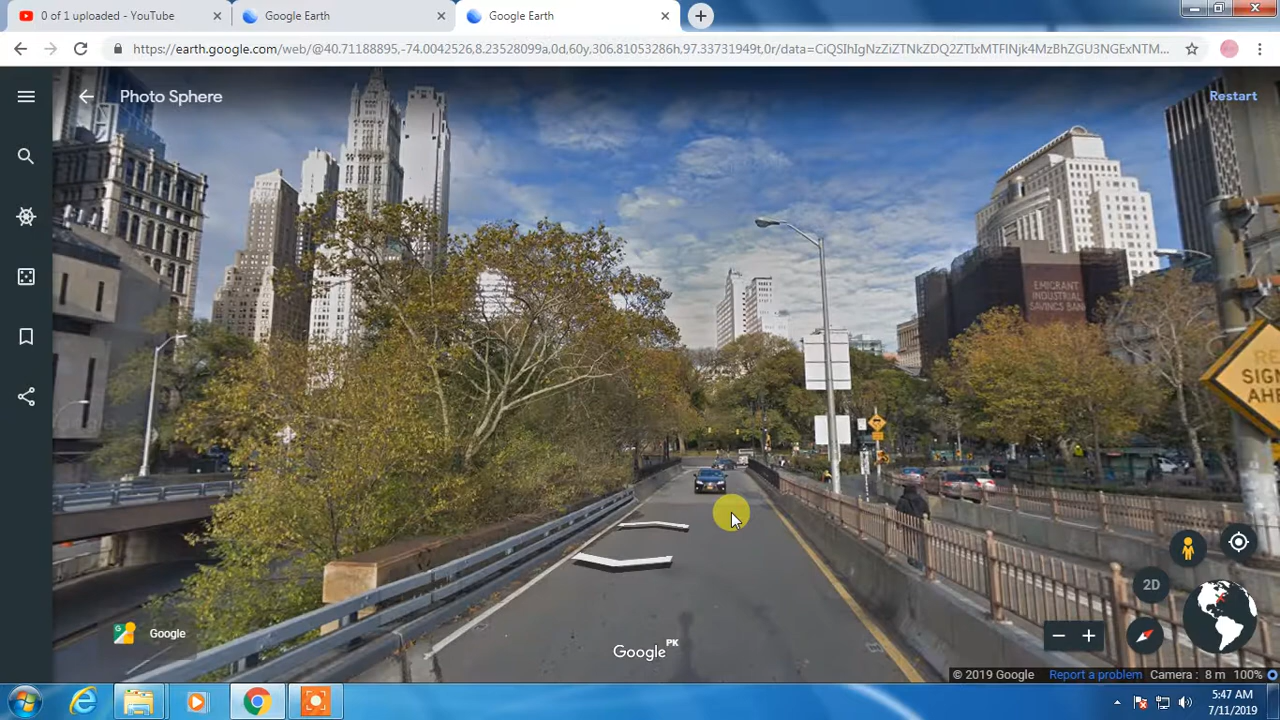 0 of 1 uploaded - YouTube
Google Earth
Google Earth
https://earth.google.com/web/@40.71188895,-74.0042526,8.23528099a,0d,60y,306.81053286h,97.33731949t,0r/data=
Photo Sphere
Restart
EMIGRANT
INDUSTRIAL
SAVINGS BANK
SIGN
AHE
2D
Google
Google PK
© 2019 Google
Report a problem
Camera : 8 m 100%
5:47 AM
7/11/2019